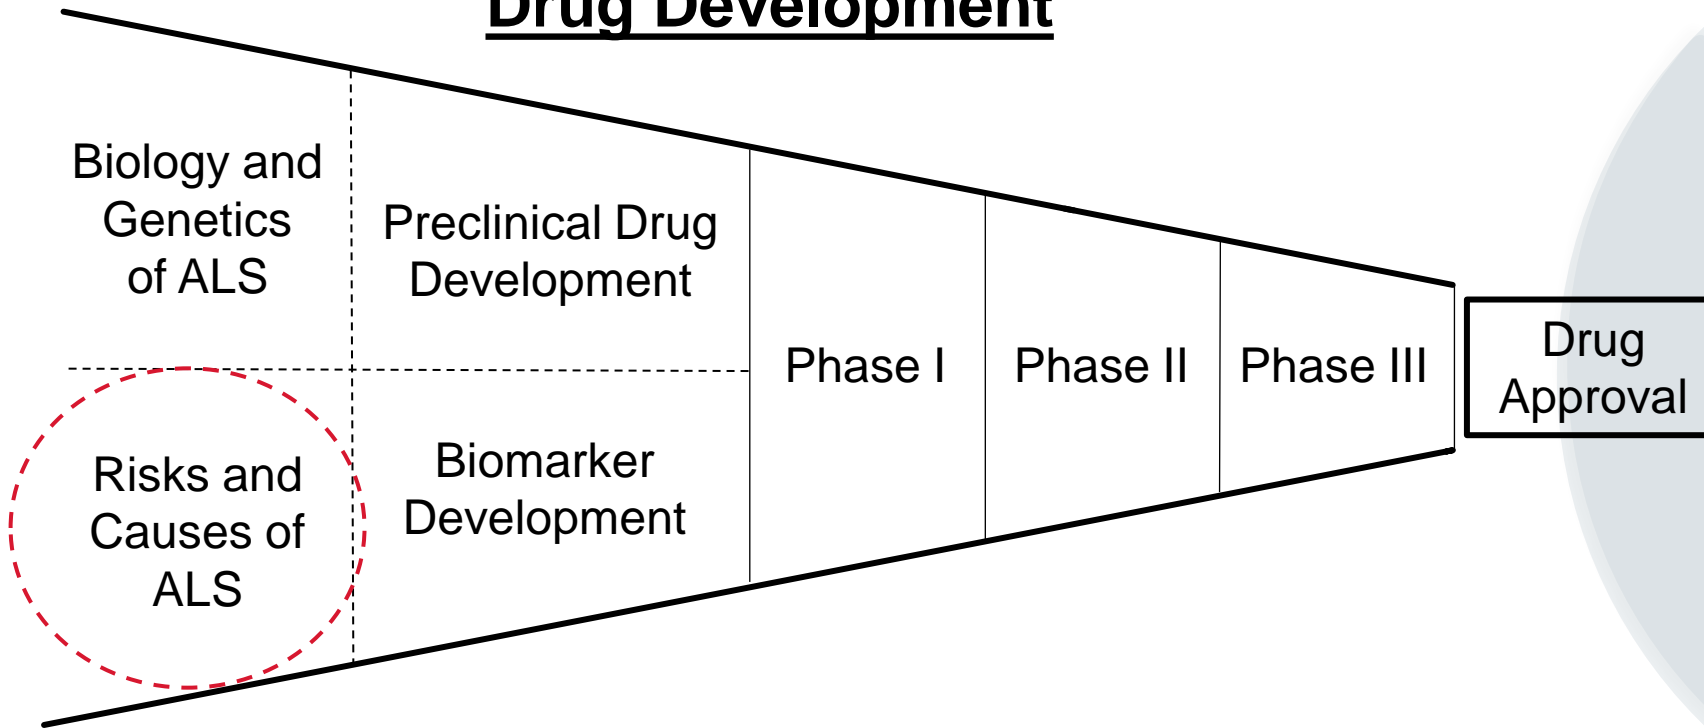 Drug Development
Biology and
Genetics
of ALS
Preclinical Drug
Development
Risks and
Causes of
ALS
Biomarker
Development
Phase I
Phase II
Phase III
Drug
Approval